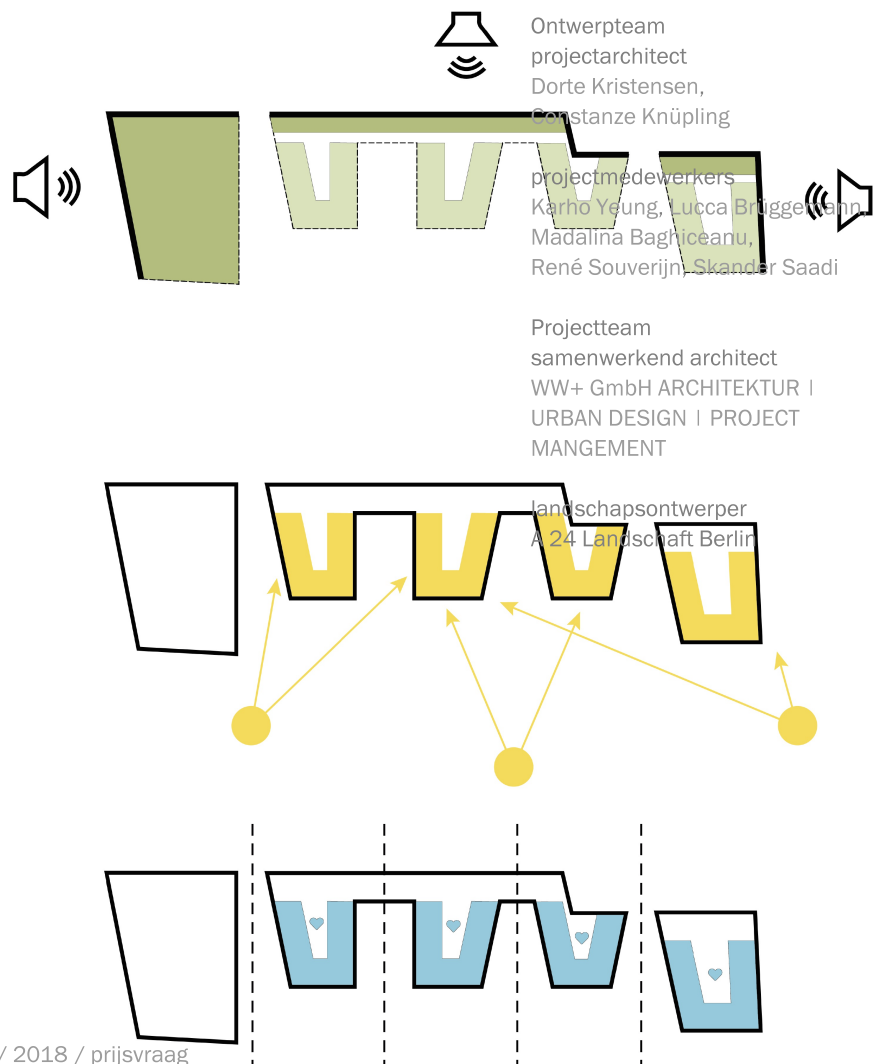 Ontwerpteam
projectarchitect
Dorte Kristensen,
Constanze Knüpling
projectmedewerkers
Karho Yeung, Lucca Brüggemann,
Madalina Baghiceanu,
René Souverijn, Skander Saadi
Projectteam
samenwerkend architect
WW+ GmbH ARCHITEKTUR |
URBAN DESIGN | PROJECT
MANGEMENT
landschapsontwerper
A 24 Landschaft Berlin
/ 2018 / prijsvraag